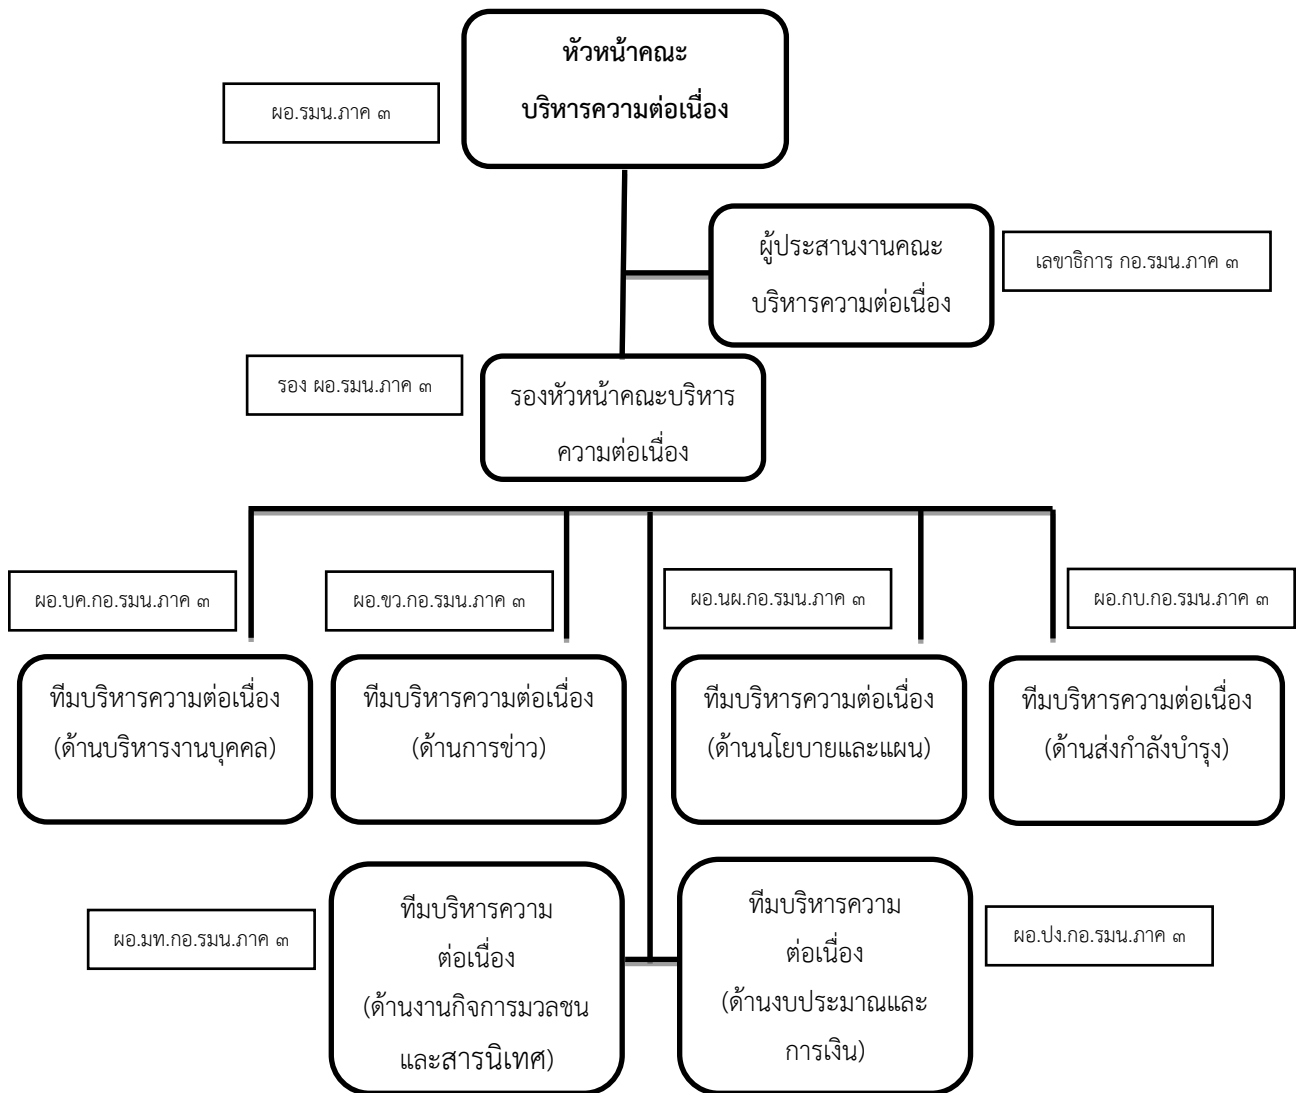 หัวหน้าคณะ
บริหารความต่อเนื่อง
ผอ.รมน.ภาค ๓
ผู้ประสานงานคณะ
บริหารความต่อเนื่อง
เลขาธิการ กอ.รมน.ภาค ๓
รอง ผอ.รมน.ภาค ๓
รองหัวหน้าคณะบริหาร
ความต่อเนื่อง
ผอ.บค.กอ.รมน.ภาค ๓
ผอ.ขว.กอ.รมน.ภาค ๓
ผอ.นผ.กอ.รมน.ภาค ๓
ผอ.กบ.กอ.รมน.ภาค ๓
ทีมบริหารความต่อเนื่อง
(ด้านบริหารงานบุคคล)
ทีมบริหารความต่อเนื่อง
(ด้านการข่าว)
ทีมบริหารความต่อเนื่อง
(ด้านนโยบายและแผน)
ทีมบริหารความต่อเนื่อง
(ด้านส่งกำลังบำรุง)
ผอ.มท.กอ.รมน.ภาค ๓
ทีมบริหารความ
ต่อเนื่อง
(ด้านงานกิจการมวลชน
และสารนิเทศ)
ทีมบริหารความ
ต่อเนื่อง
(ด้านงบประมาณและ
การเงิน)
ผอ.ปง.กอ.รมน.ภาค ๓